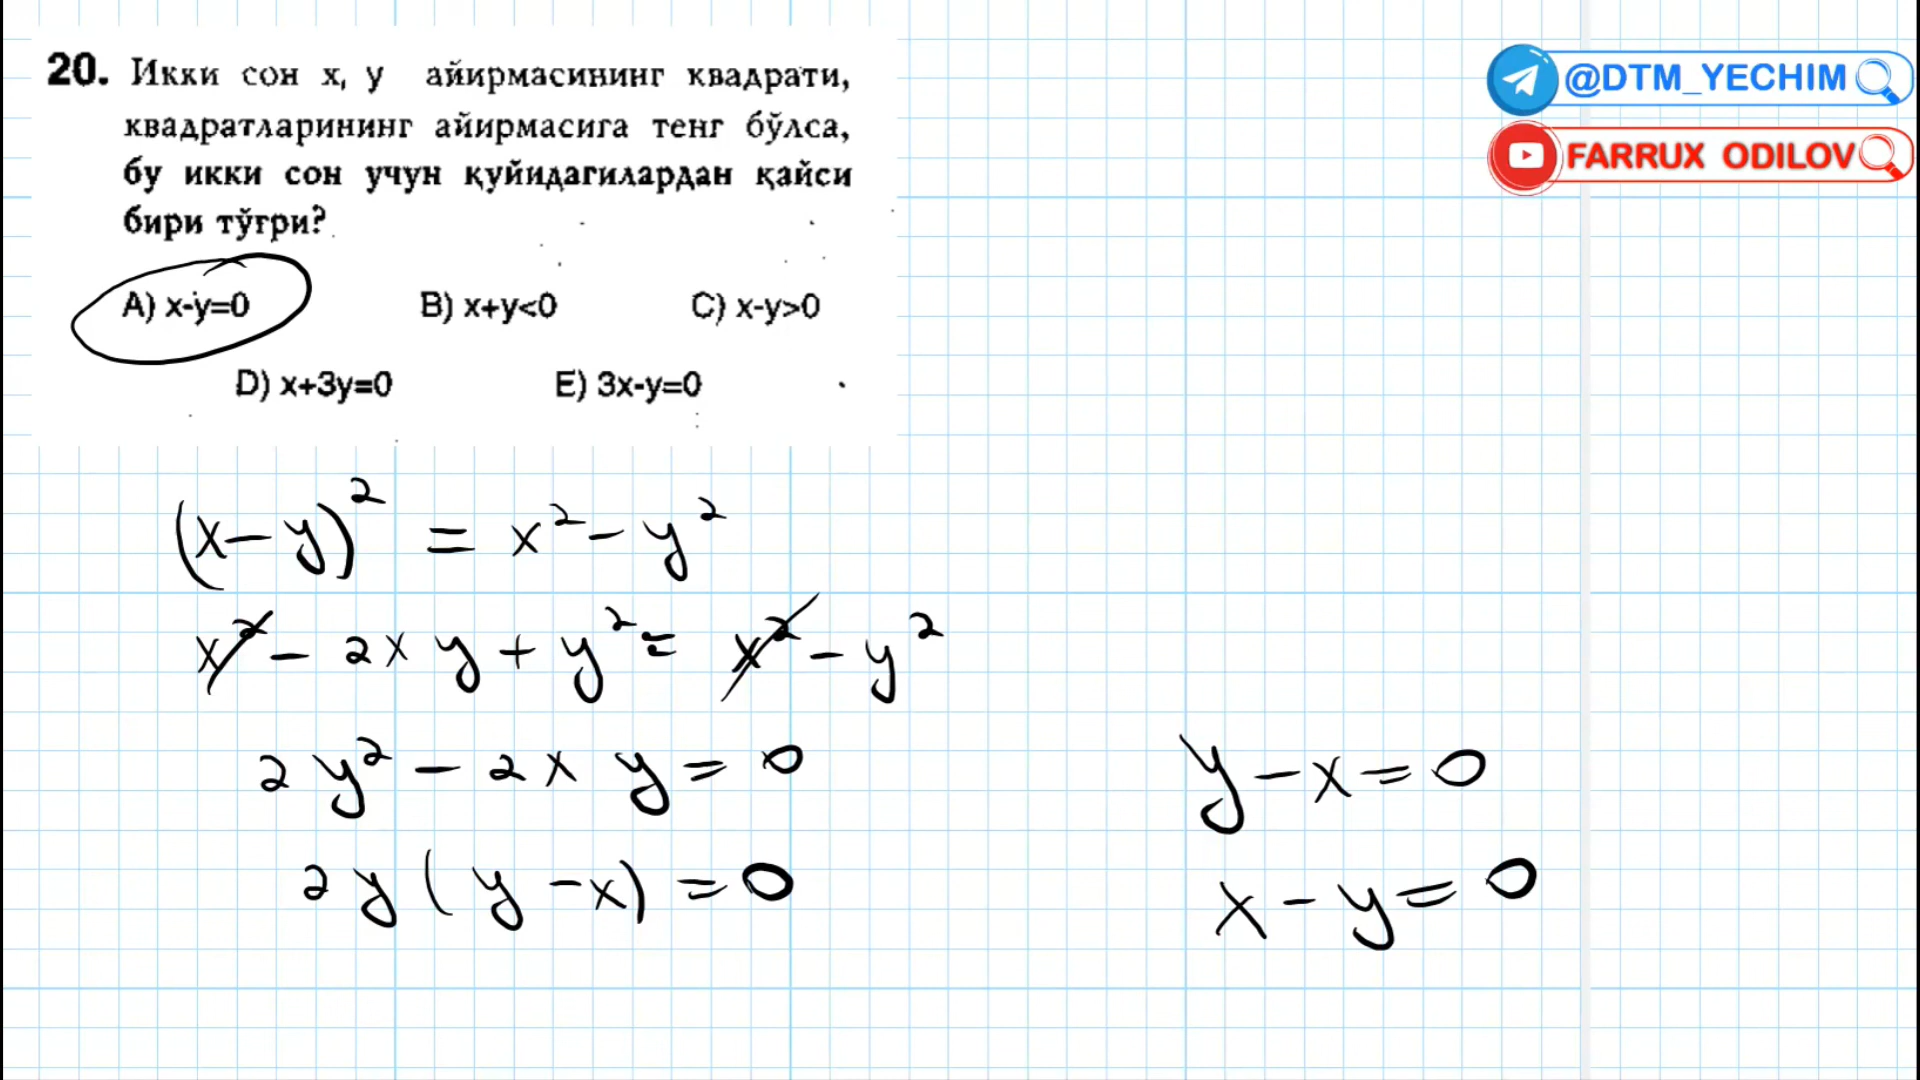 20. Икки сон x, y айирмасининг квадрати,
квадратларининг айирмасига тенг бўлса,
бу икки сон учун қуйидагилардан қайси
бири тўғри?
A) x-y=0 B) x+y<0 C) x-y>0
D) x+3y=0 E) 3x-y=0
@DTM_YECHIM
FARRUX ODILOV
(x-y)² = x² - y²
x² - 2xy + y² = x² - y²
2y² - 2xy = 0
2y(y-x) = 0
y-x=0
x-y=0